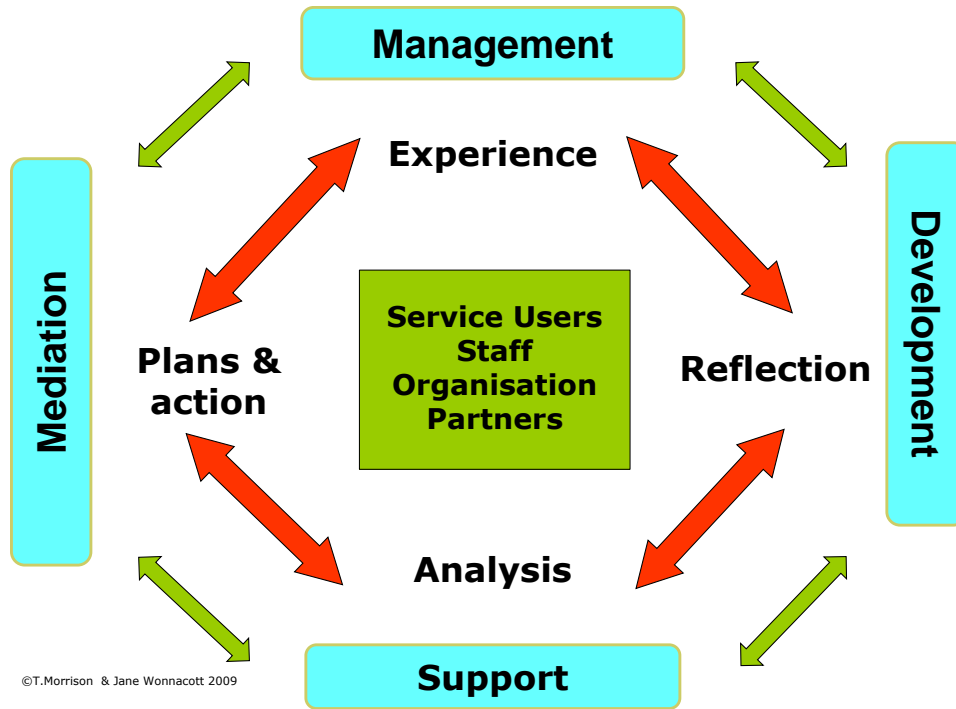 Management
Experience
Mediation
Development
Service Users
Staff
Organisation
Partners
Plans &
action
Reflection
Analysis
Support
©T.Morrison & Jane Wonnacott 2009